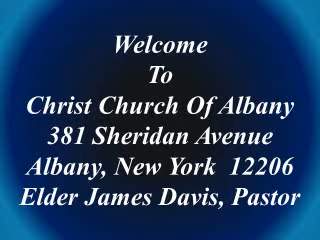 Welcome
To
Christ Church Of Albany
381 Sheridan Avenue
Albany, New York  12206
Elder James Davis, Pastor